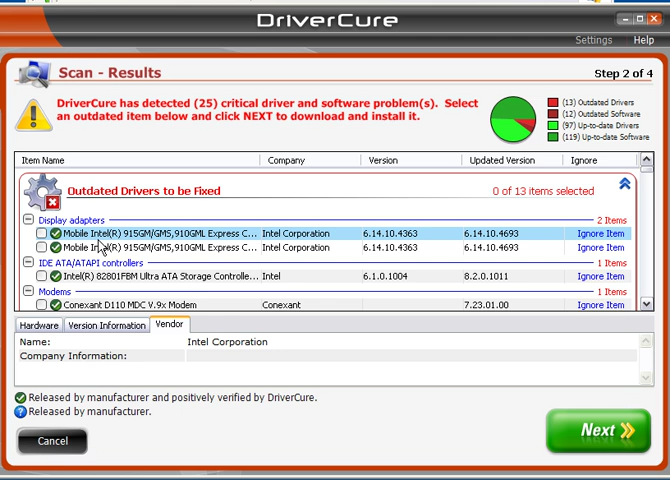 DriverCure
Settings Help
Scan - Results
Step 2 of 4
DriverCure has detected (25) critical driver and software problem(s). Select
an outdated item below and click NEXT to download and install it.
(13) Outdated Drivers
(12) Outdated Software
(97) Up-to-date Drivers
(119) Up-to-date Software
Item Name Company Version Updated Version Ignore
Outdated Drivers to be Fixed 0 of 13 items selected
Display adapters 2 Items
Mobile Intel(R) 915GM/GMS,910GML Express C... Intel Corporation 6.14.10.4363 6.14.10.4693 Ignore Item
Mobile Intel(R) 915GM/GMS,910GML Express C... Intel Corporation 6.14.10.4363 6.14.10.4693 Ignore Item
IDE ATA/ATAPI controllers 1 Items
Intel(R) 82801FBM Ultra ATA Storage Controlle... Intel 6.1.0.1004 8.2.0.1011 Ignore Item
Modems 1 Items
Conexant D110 MDC V.9x Modem Conexant 7.23.01.00 Ignore Item
Hardware Version Information Vendor
Name: Intel Corporation
Company Information:
Released by manufacturer and positively verified by DriverCure.
Released by manufacturer.
Cancel
Next